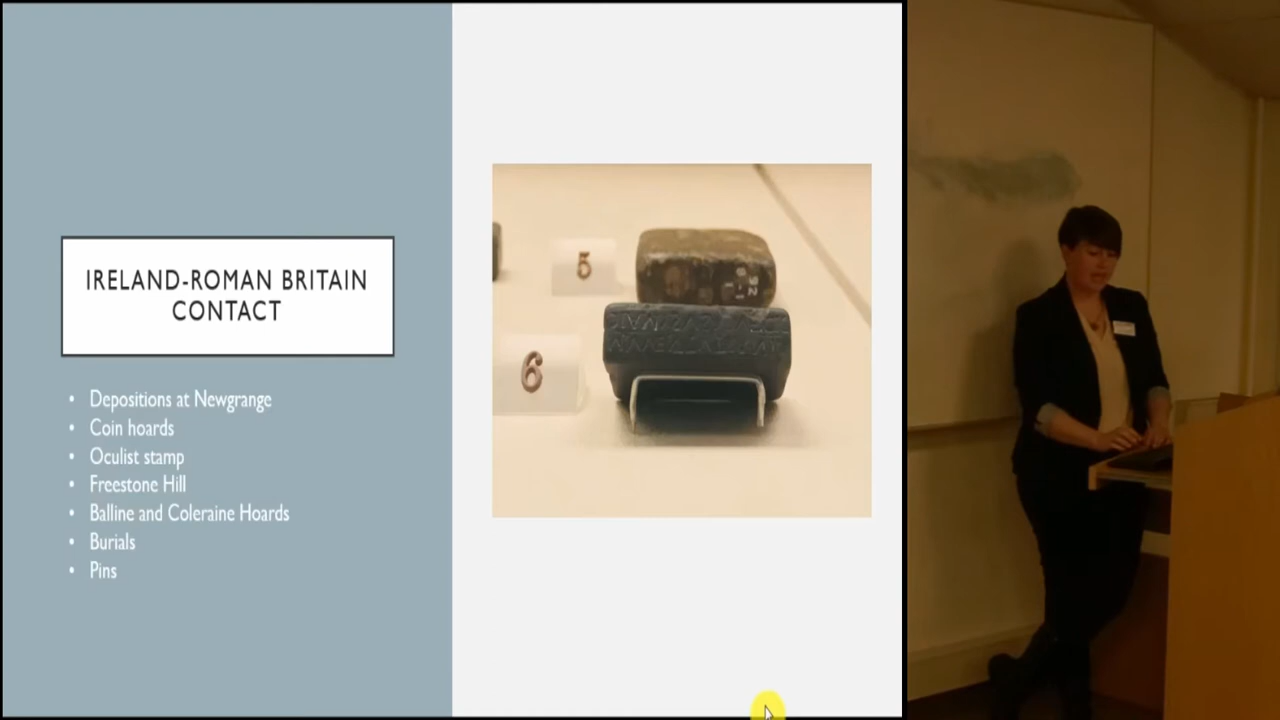 IRELAND-ROMAN BRITAIN
CONTACT
• Depositions at Newgrange
• Coin hoards
• Oculist stamp
• Freestone Hill
• Balline and Coleraine Hoards
• Burials
• Pins
5
6